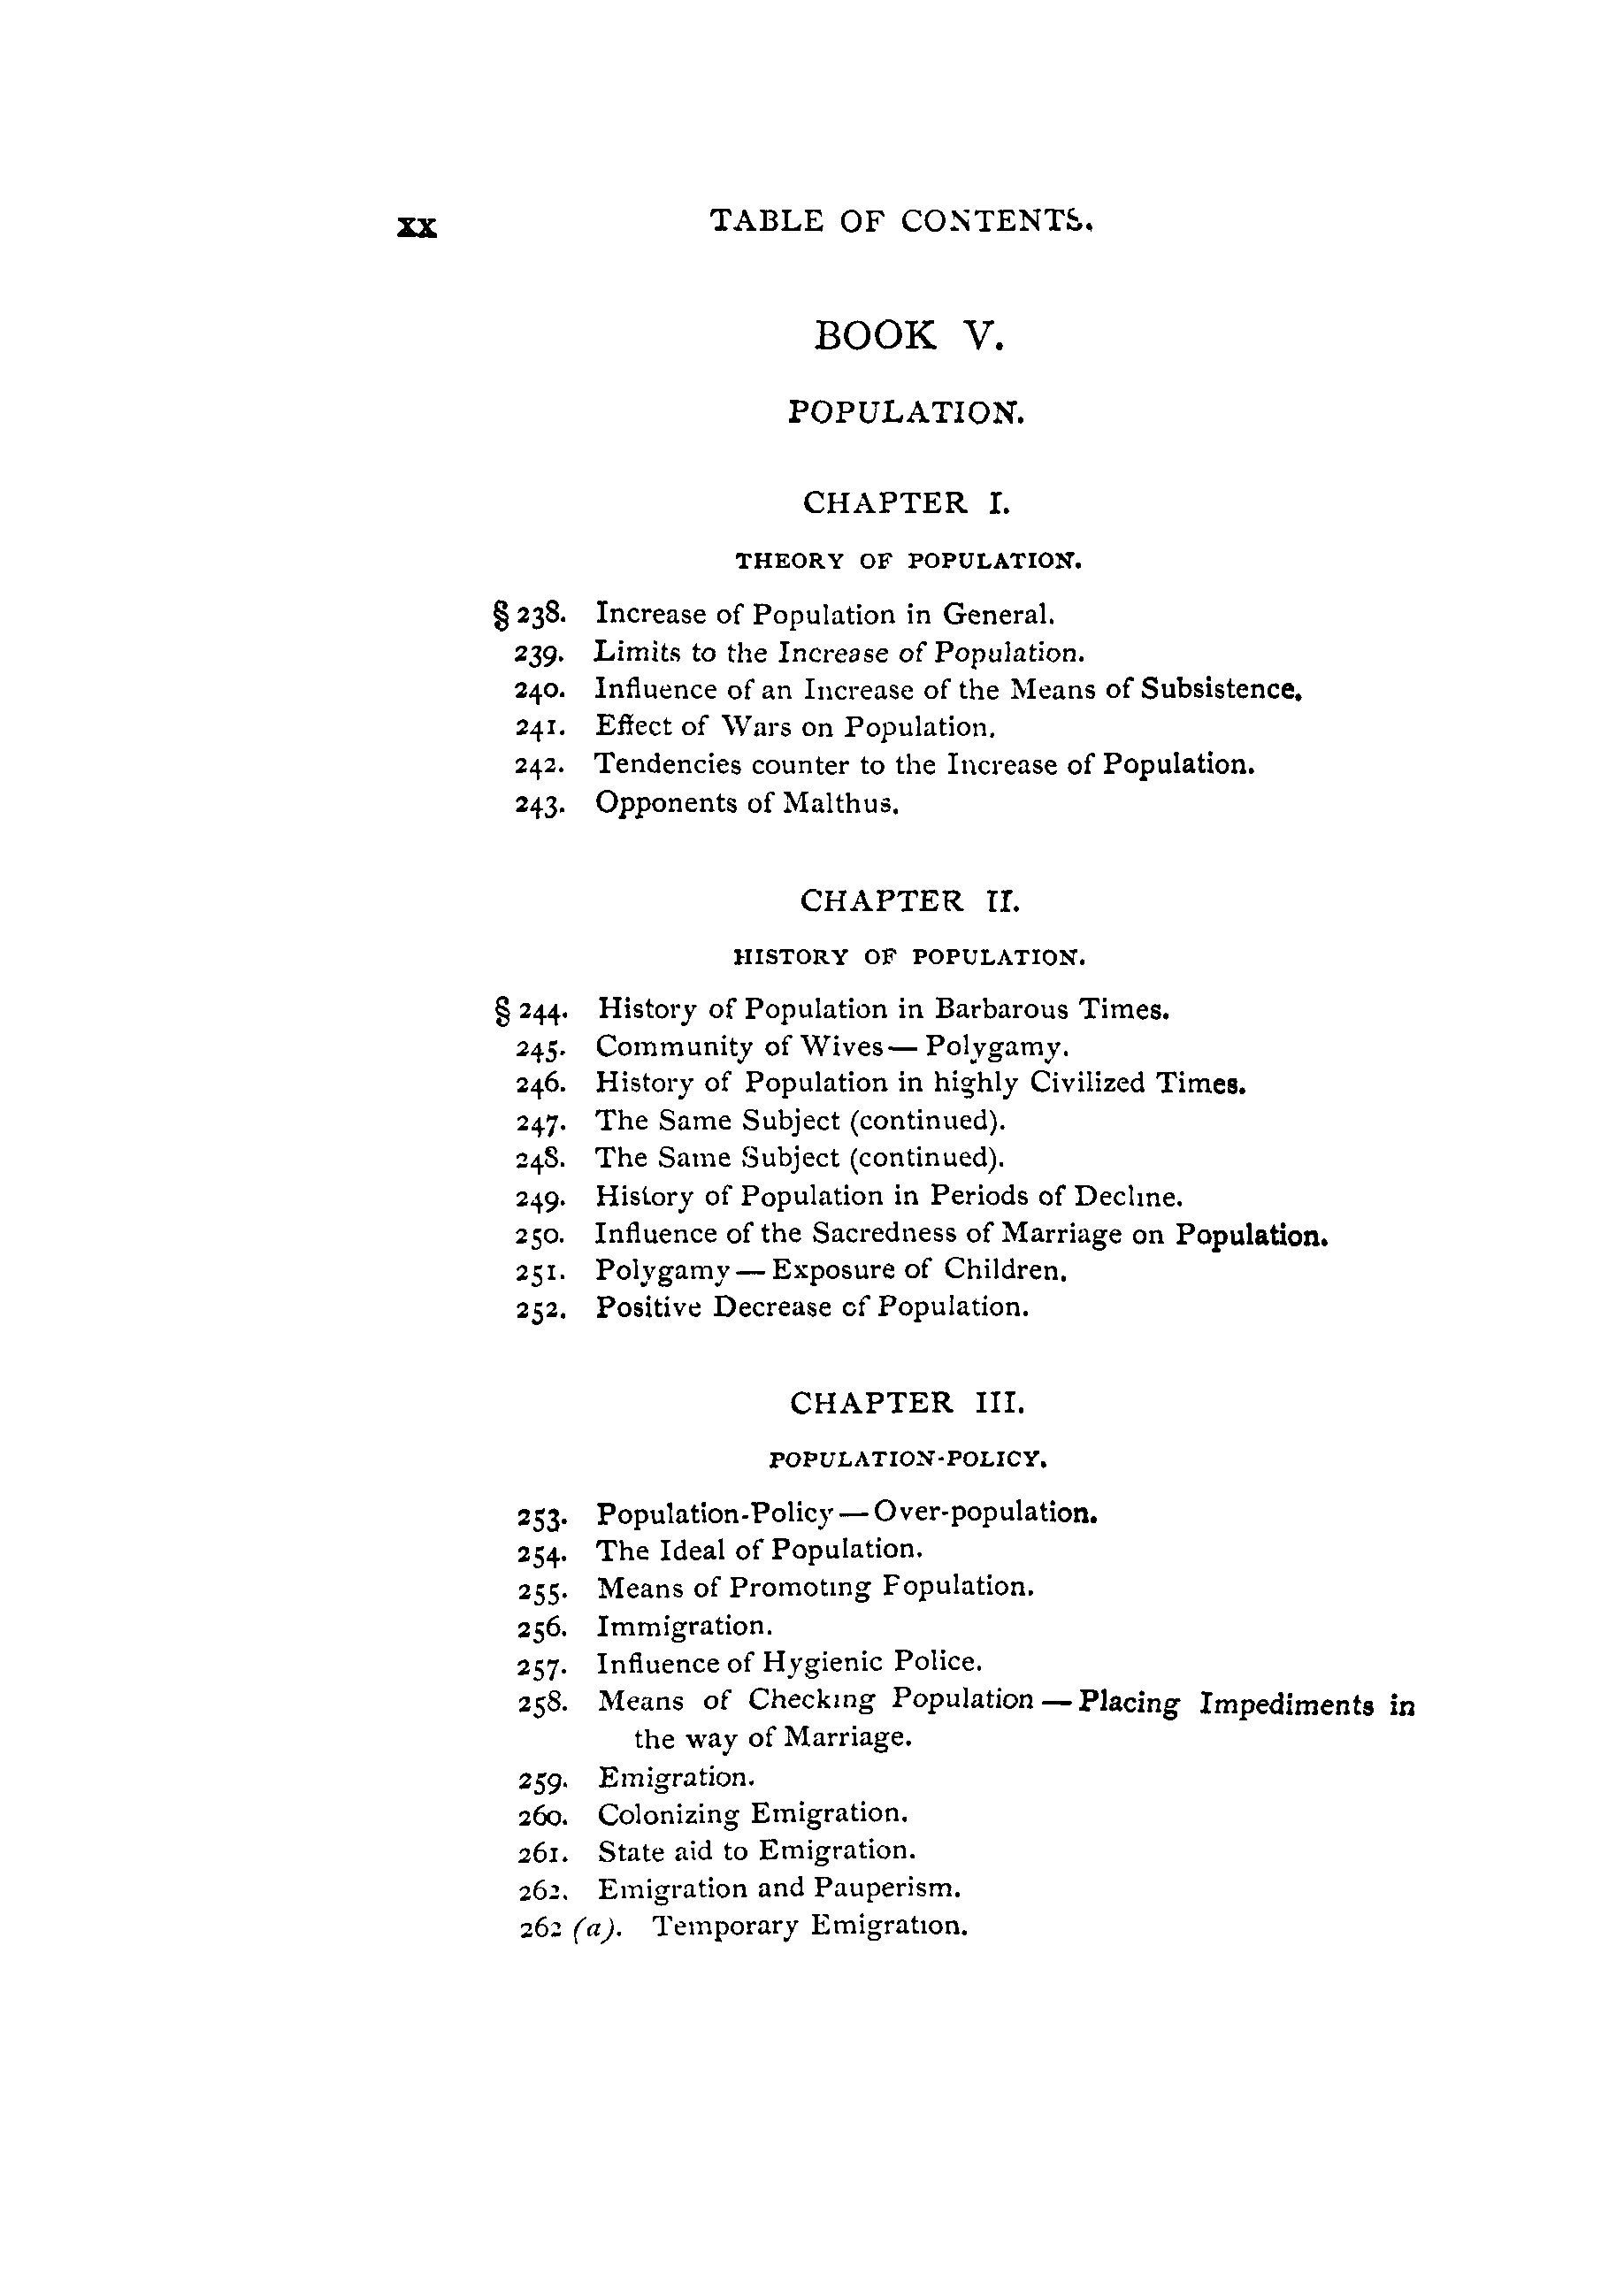 xx TABLE OF CONTENTS.
BOOK V.
POPULATION.
CHAPTER I.
THEORY OF POPULATION.
§ 238. Increase of Population in General.
239. Limits to the Increase of Population.
240. Influence of an Increase of the Means of Subsistence.
241. Effect of Wars on Population.
242. Tendencies counter to the Increase of Population.
243. Opponents of Malthus.
CHAPTER II.
HISTORY OF POPULATION.
§ 244. History of Population in Barbarous Times.
245. Community of Wives — Polygamy.
246. History of Population in highly Civilized Times.
247. The Same Subject (continued).
248. The Same Subject (continued).
249. History of Population in Periods of Decline.
250. Influence of the Sacredness of Marriage on Population.
251. Polygamy — Exposure of Children.
252. Positive Decrease of Population.
CHAPTER III.
POPULATION-POLICY.
253. Population-Policy — Over-population.
254. The Ideal of Population.
255. Means of Promoting Population.
256. Immigration.
257. Influence of Hygienic Police.
258. Means of Checking Population — Placing Impediments in
the way of Marriage.
259. Emigration.
260. Colonizing Emigration.
261. State aid to Emigration.
262. Emigration and Pauperism.
262 (a). Temporary Emigration.